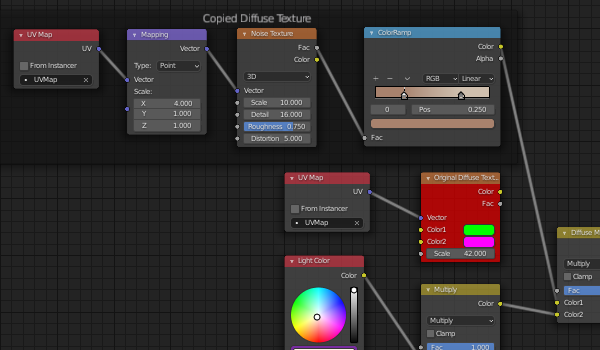 Copied Diffuse Texture
UV Map
UV
From Instancer
UVMap
Mapping
Vector
Type: Point
Vector
Scale:
X 4.000
Y 1.000
Z 1.000
Noise Texture
Fac
Color
3D
Vector
Scale 10.000
Detail 16.000
Roughness 0.750
Distortion 5.000
ColorRamp
Color
Alpha
RGB Linear
0 Pos 0.250
Fac
UV Map
UV
From Instancer
UVMap
Original Diffuse Text..
Color
Fac
Vector
Color1
Color2
Scale 42.000
Light Color
Color
Multiply
Color
Multiply
Clamp
Fac 1.000
Diffuse M
Multiply
Clamp
Fac
Color1
Color2